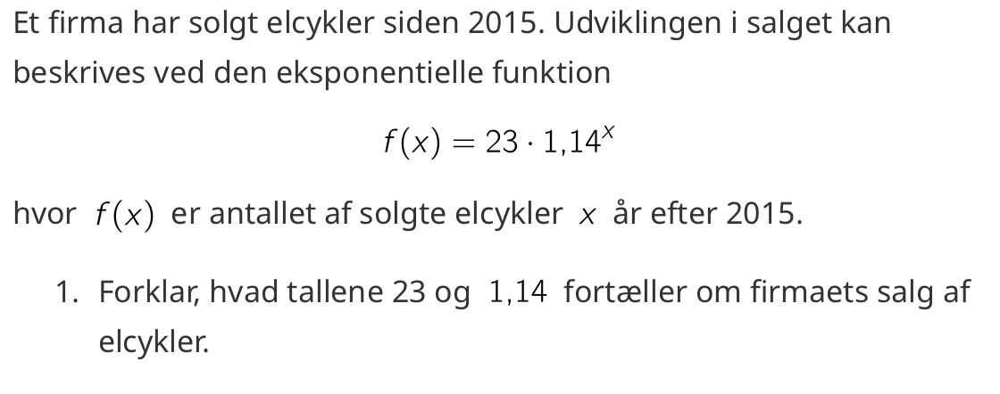 Et firma har solgt elcykler siden 2015. Udviklingen i salget kan
beskrives ved den eksponentielle funktion
f(x) = 23 · 1,14^x
hvor f(x) er antallet af solgte elcykler x år efter 2015.
1. Forklar, hvad tallene 23 og 1,14 fortæller om firmaets salg af
elcykler.